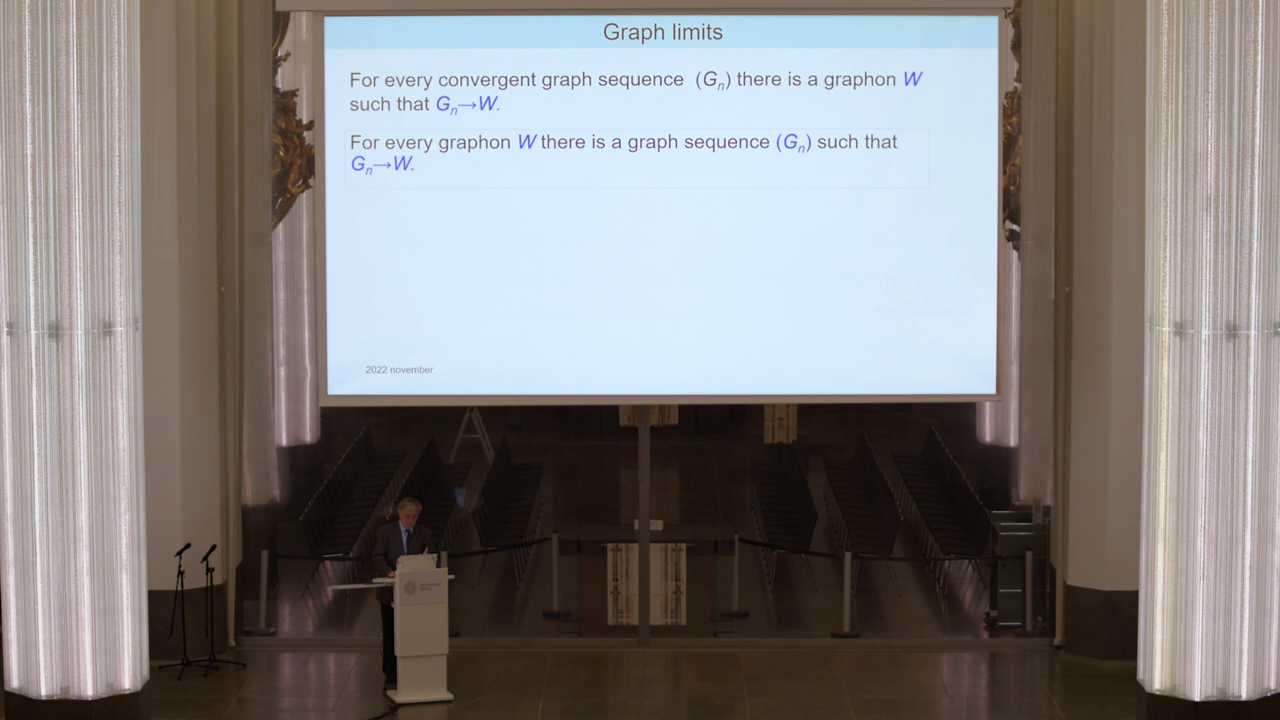 Graph limits
For every convergent graph sequence (Gₙ) there is a graphon W
such that Gₙ→W.
For every graphon W there is a graph sequence (Gₙ) such that
Gₙ→W.
2022 november